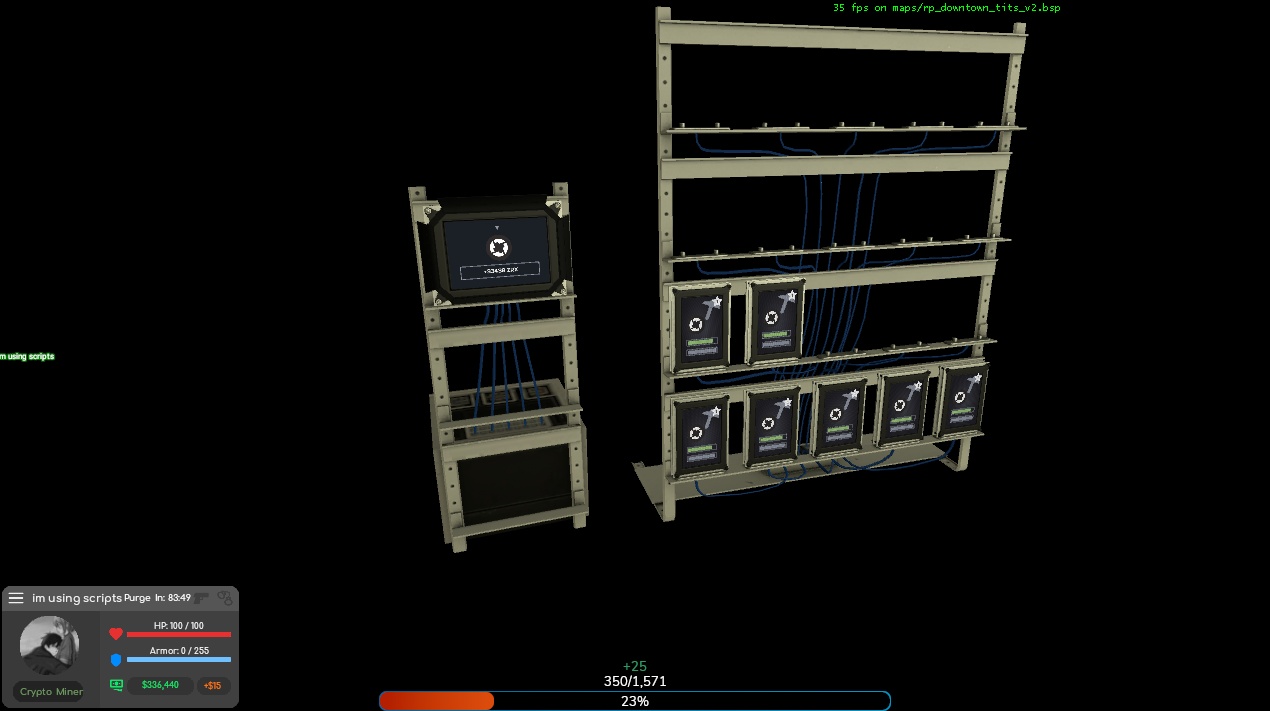 35 fps on maps/rp_downtown_tits_v2.bsp
m using scripts
im using scripts Purge In: 83:49
HP: 100 / 100
Armor: 0 / 255
Crypto Miner
$336,440
+$15
+25
350/1,571
23%